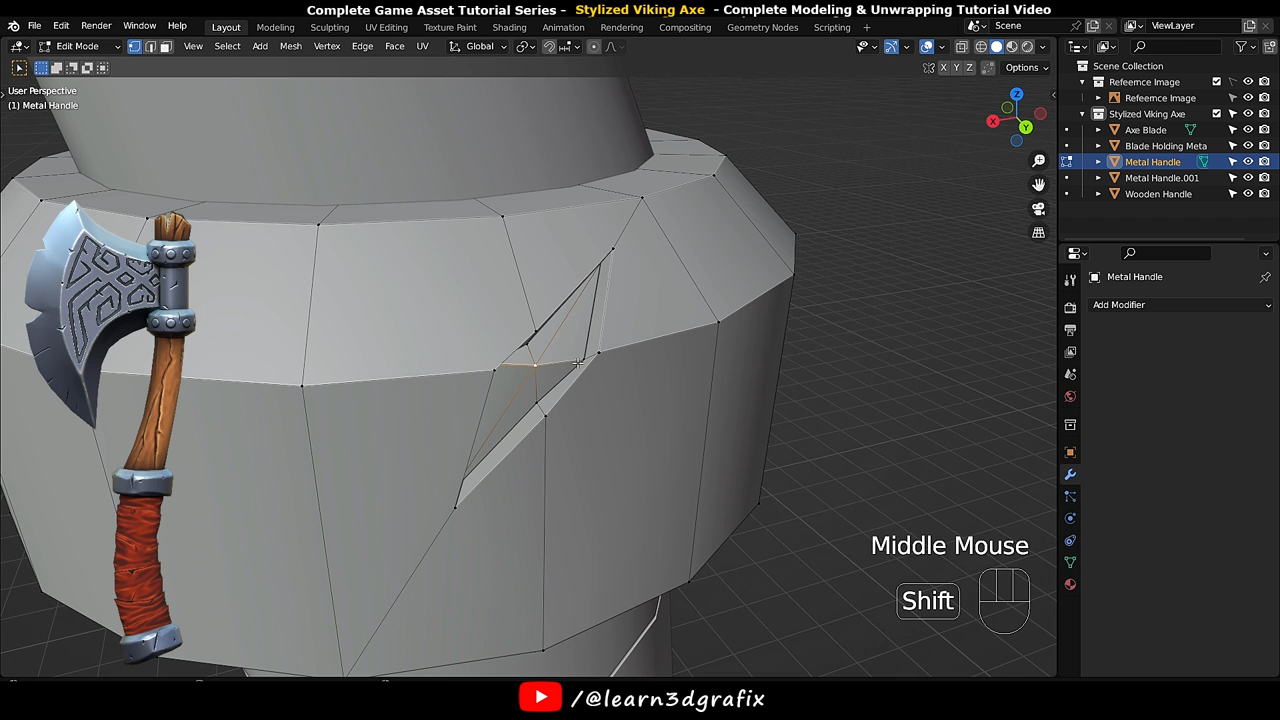 Complete Game Asset Tutorial Series - Stylized Viking Axe - Complete Modeling & Unwrapping Tutorial Video
File Edit Render Window Help Layout Modeling Sculpting UV Editing Texture Paint Shading Animation Rendering Compositing Geometry Nodes Scripting Scene ViewLayer
Edit Mode View Select Add Mesh Vertex Edge Face UV Global
X Y Z Options
User Perspective
(1) Metal Handle
Z
X
Y
Scene Collection
Refeernce Image
Refeernce Image
Stylized Viking Axe
Axe Blade
Blade Holding Meta
Metal Handle
Metal Handle.001
Wooden Handle
Metal Handle
Add Modifier
Middle Mouse
Shift
/@learn3dgrafix